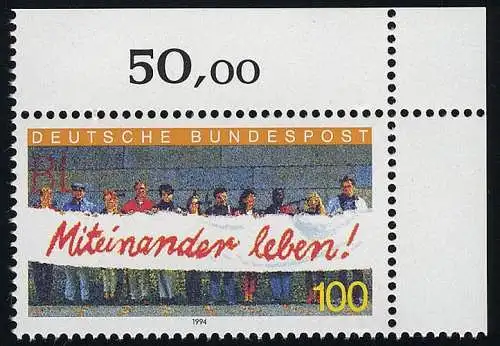 50,00
DEUTSCHE BUNDESPOST
Miteinander leben!
100
1994